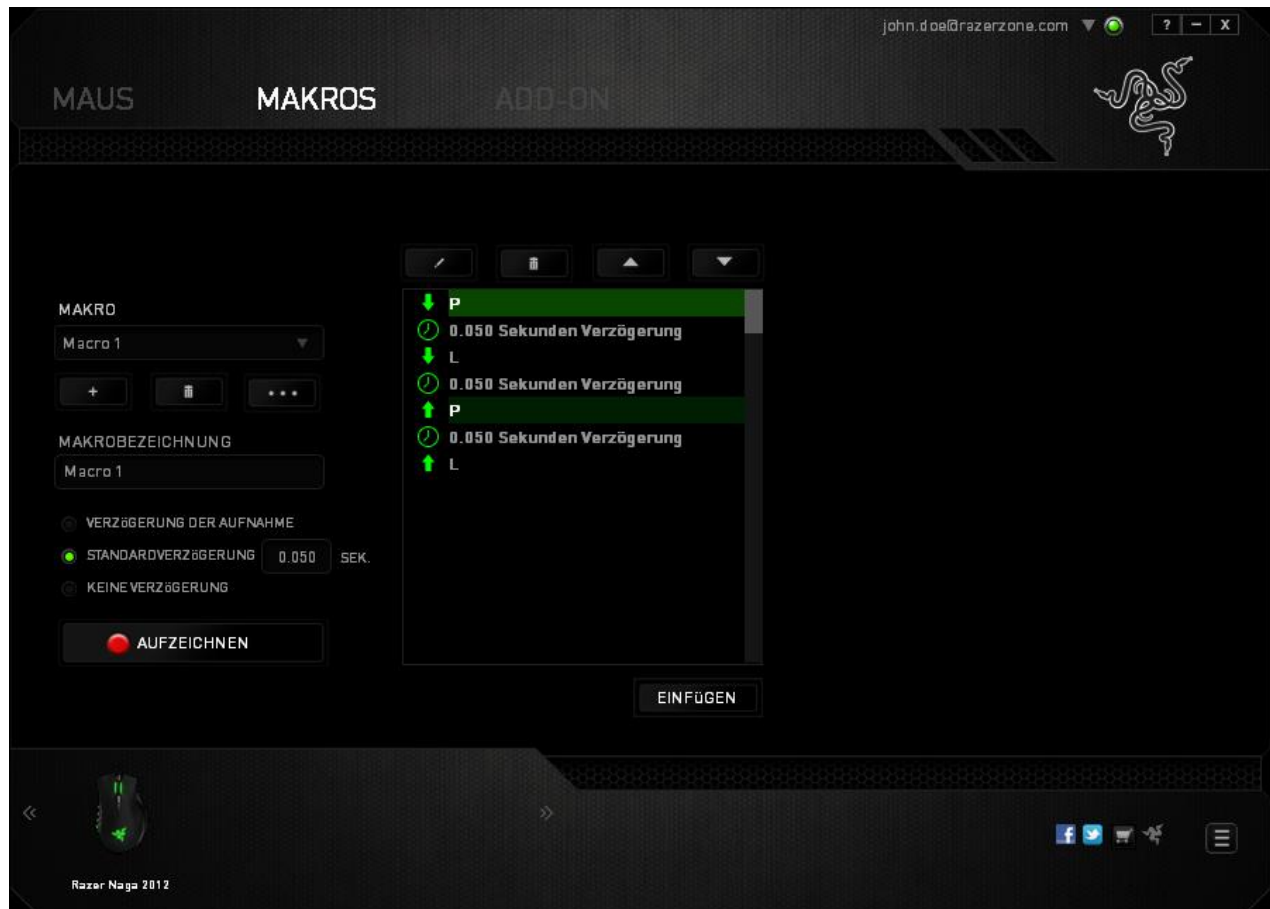 john.doe@razerzone.com ? – X
MAUS MAKROS ADD-ON
MAKRO
Macro 1
+ •••
MAKROBEZEICHNUNG
Macro 1
VERZöGERUNG DER AUFNAHME
STANDARDVERZöGERUNG 0.050 SEK.
KEINE VERZöGERUNG
AUFZEICHNEN
P
0.050 Sekunden Verzögerung
L
0.050 Sekunden Verzögerung
P
0.050 Sekunden Verzögerung
L
EINFüGEN
« »
Razer Naga 2012